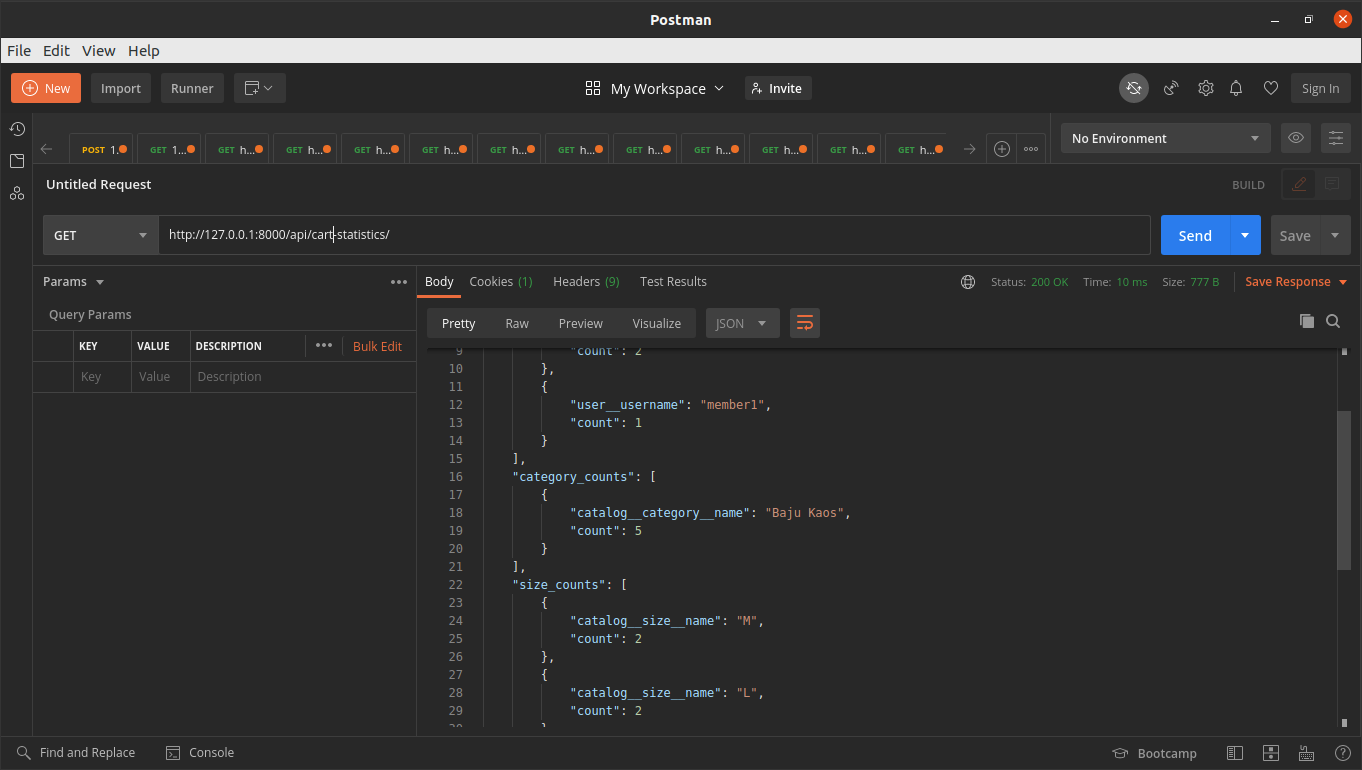 Postman
File Edit View Help
New Import Runner My Workspace Invite Sign In
POST 1. GET 1... GET h... GET h... GET h... GET h... GET h... GET h... GET h... GET h... GET h... GET h... GET h... No Environment
Untitled Request BUILD
GET http://127.0.0.1:8000/api/cart-statistics/ Send Save
Params Body Cookies (1) Headers (9) Test Results Status: 200 OK Time: 10 ms Size: 777 B Save Response
Query Params Pretty Raw Preview Visualize JSON
KEY VALUE DESCRIPTION Bulk Edit
Key Value Description
9 "count": 2
10 },
11 {
12 "user__username": "member1",
13 "count": 1
14 }
15 ],
16 "category_counts": [
17 {
18 "catalog__category__name": "Baju Kaos",
19 "count": 5
20 }
21 ],
22 "size_counts": [
23 {
24 "catalog__size__name": "M",
25 "count": 2
26 },
27 {
28 "catalog__size__name": "L",
29 "count": 2
30 }
Find and Replace Console Bootcamp